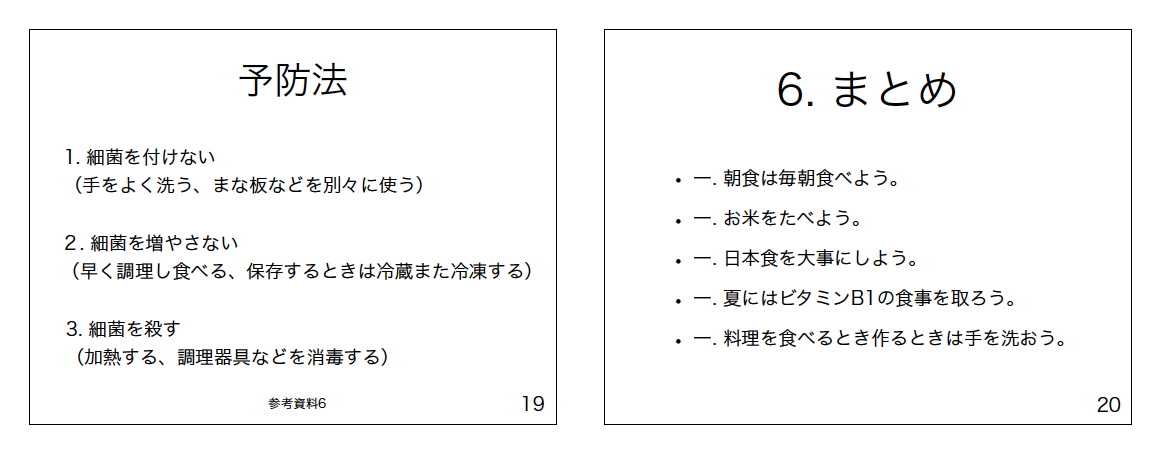 予防法
1. 細菌を付けない
（手をよく洗う、まな板などを別々に使う）
２. 細菌を増やさない
（早く調理し食べる、保存するときは冷蔵また冷凍する）
3. 細菌を殺す
（加熱する、調理器具などを消毒する）
参考資料6
19
6. まとめ
• 一. 朝食は毎朝食べよう。
• 一. お米をたべよう。
• 一. 日本食を大事にしよう。
• 一. 夏にはビタミンB1の食事を取ろう。
• 一. 料理を食べるとき作るときは手を洗おう。
20